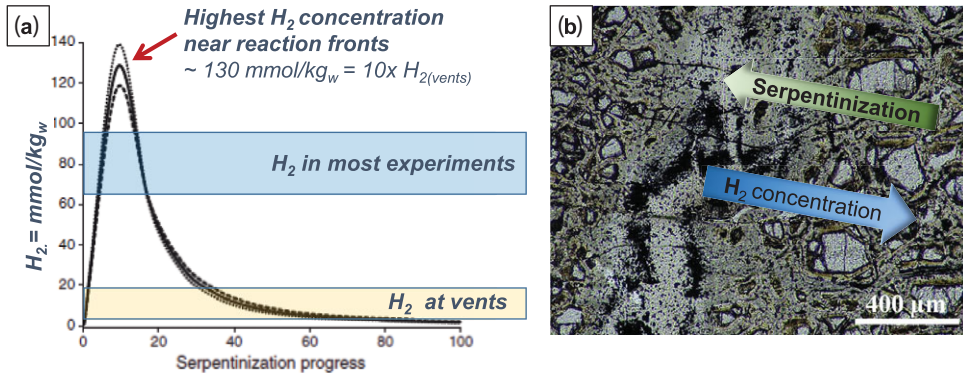 (a)
Highest H₂ concentration
near reaction fronts
~ 130 mmol/kgw = 10x H₂(vents)
H₂. = mmol/kgw
140
120
100
80
60
40
20
0
H₂ in most experiments
H₂ at vents
0 20 40 60 80 100
Serpentinization progress
(b)
Serpentinization
H₂ concentration
400 µm